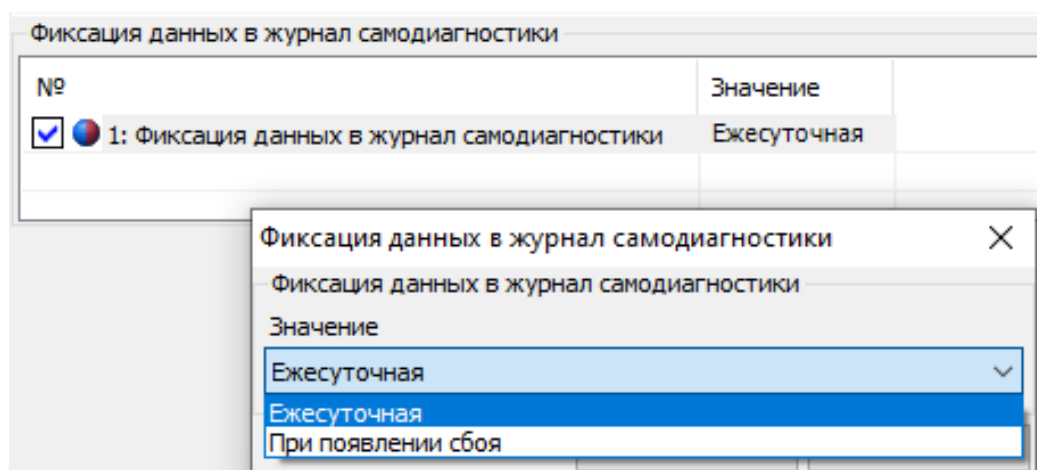 Фиксация данных в журнал самодиагностики
№ Значение
1: Фиксация данных в журнал самодиагностики Ежесуточная
Фиксация данных в журнал самодиагностики
Фиксация данных в журнал самодиагностики
Значение
Ежесуточная
Ежесуточная
При появлении сбоя